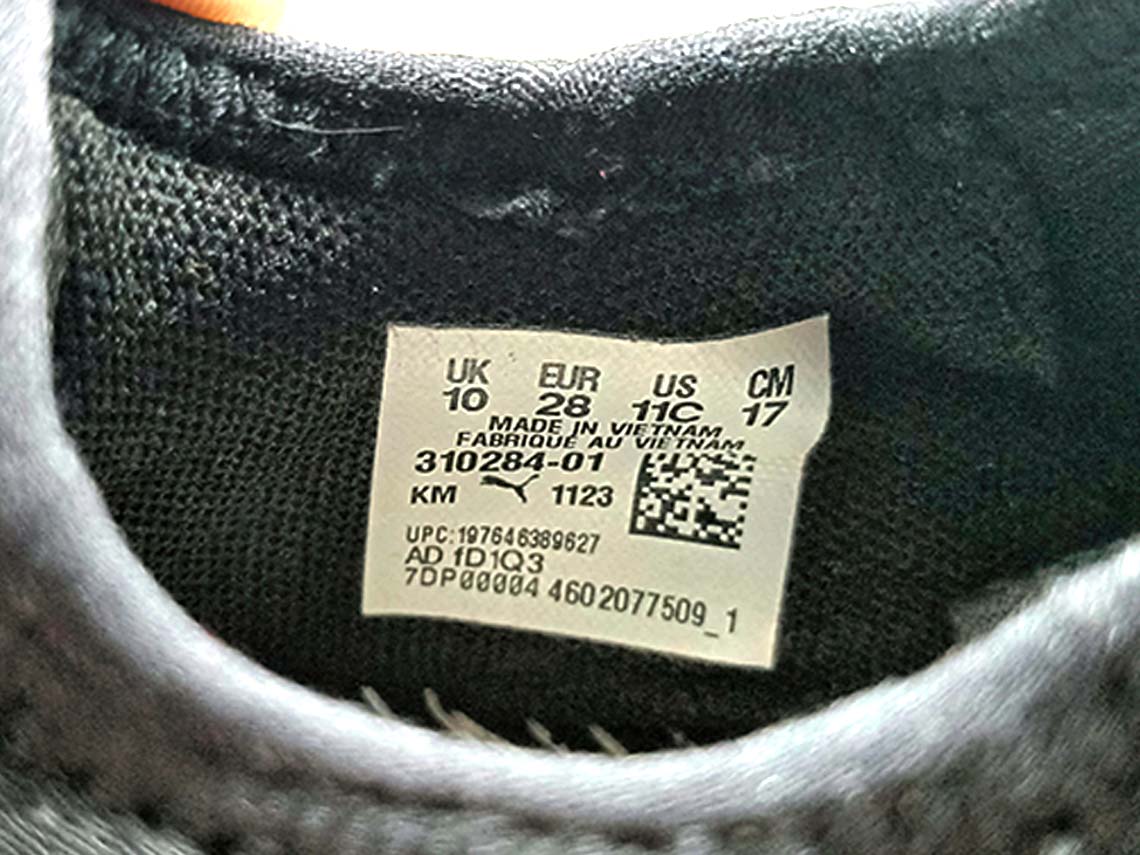 UK EUR US CM
10 28 11C 17
MADE IN VIETNAM
FABRIQUÉ AU VIETNAM
310284-01
KM 1123
UPC:197646389627
AD 1D1Q3
7DP00004 4602077509_1